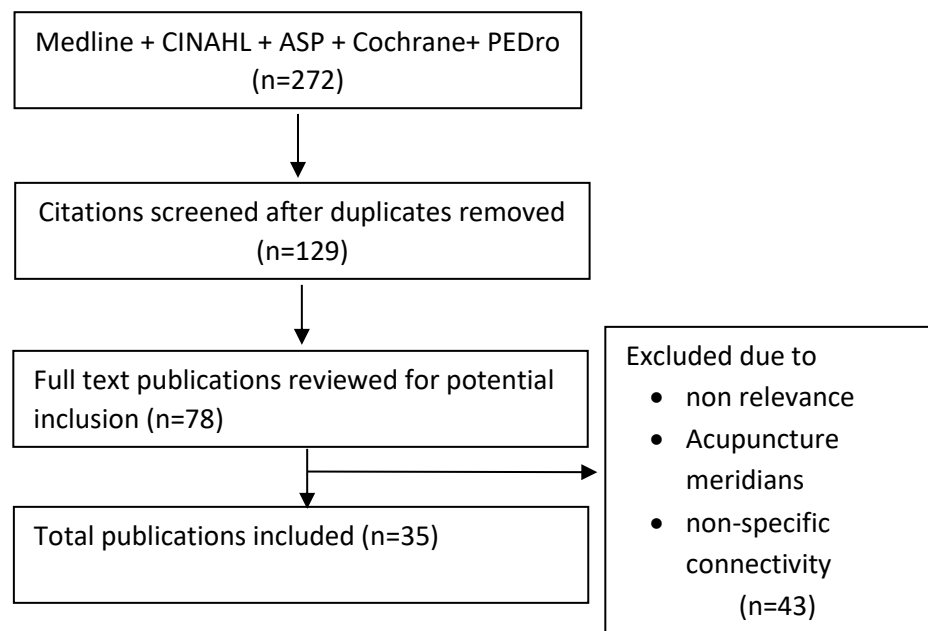 Medline + CINAHL + ASP + Cochrane+ PEDro
(n=272)
Citations screened after duplicates removed
(n=129)
Full text publications reviewed for potential
inclusion (n=78)
Excluded due to
• non relevance
• Acupuncture
meridians
• non-specific
connectivity
(n=43)
Total publications included (n=35)